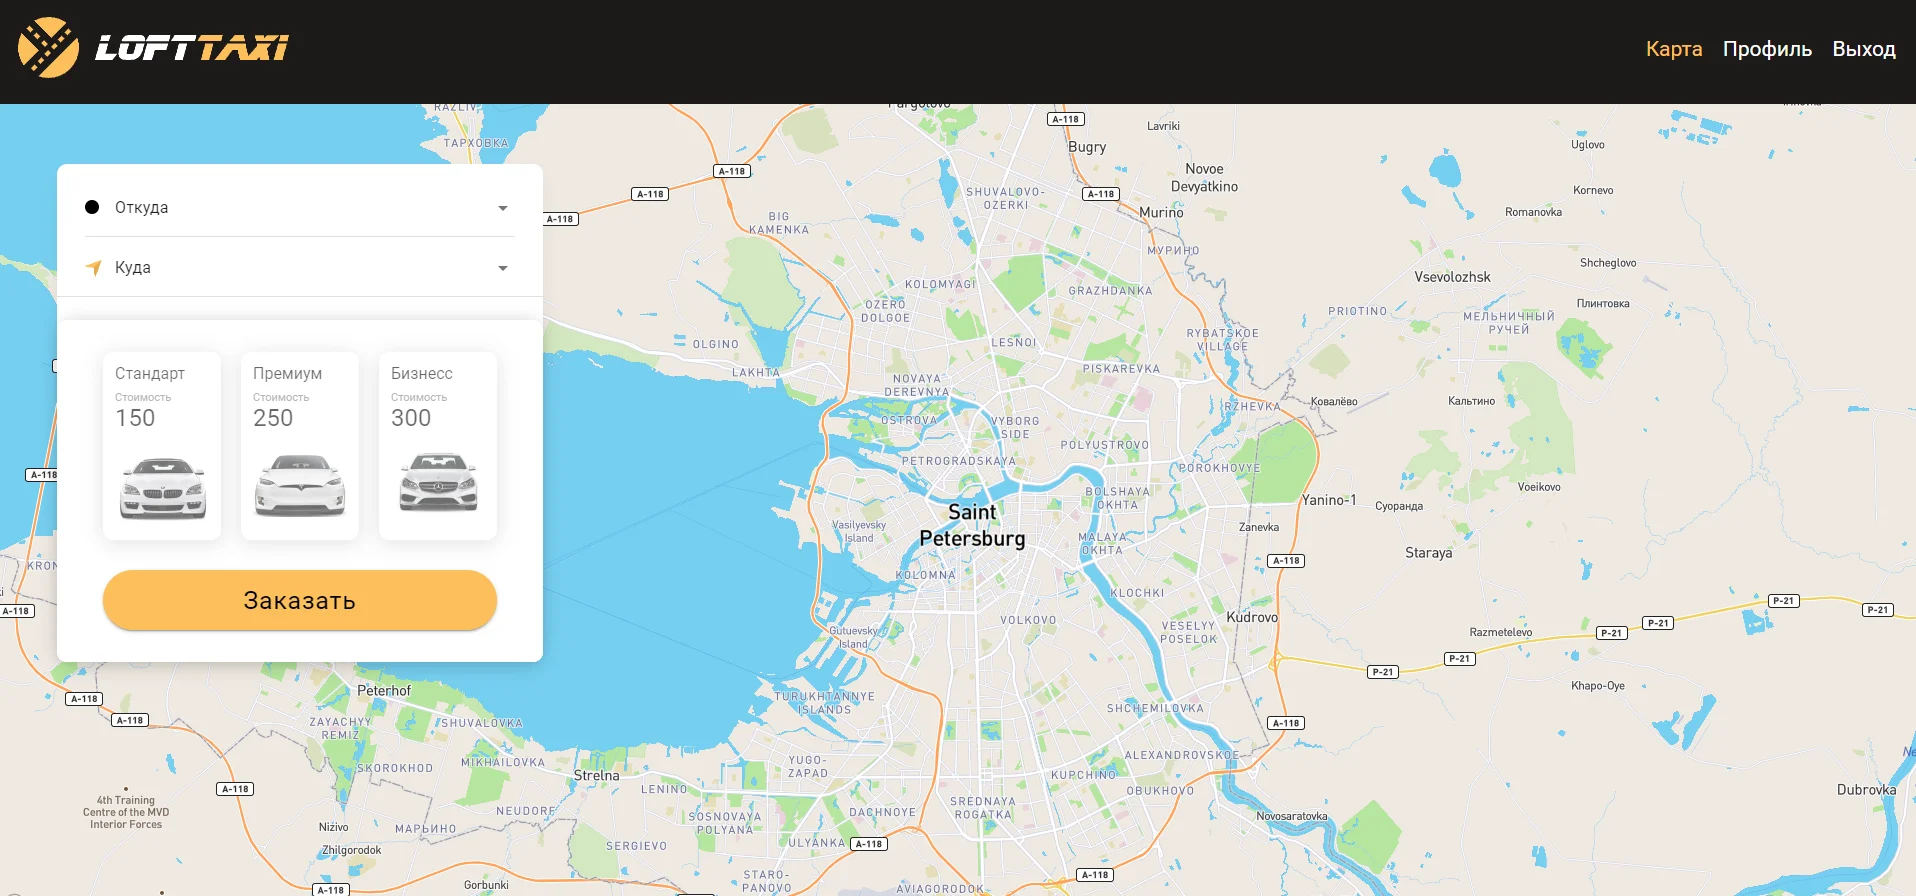 LOFTTAXI
Карта Профиль Выход
Откуда
Куда
Стандарт
Стоимость
150
Премиум
Стоимость
250
Бизнесс
Стоимость
300
Заказать
RAZLIV
ТАРХОВКА
Pargolovo
A-118
Lavriki
Bugry
Uglovo
A-118
Novoe
Devyatkino
A-118
SHUVALOVO-
OZERKI
A-118
Kornevo
Murino
Romanovka
A-118
BIG
KAMENKA
МУРИНО
Shcheglovo
Vsevolozhsk
KOLOMYAGI
GRAZHDANKA
OZERO
DOLGOE
Плинтовка
PRIOTINO
МЕЛЬНИЧНЫЙ
РУЧЕЙ
RYBATSKOE
VILLAGE
OLGINO
LESNOI
LAKHTA
PISKAREVKA
NOVAYA
DEREVNYA
RZHEVKA
Ковалёво
Кальтино
OSTROVA
VYBORG
SIDE
POLYUSTROVO
PETROGRADSKAYA
POROKHOVYE
A-118
BOLSHAYA
OKHTA
Voeikovo
Yanino-1
Суоранда
Saint
Petersburg
Vasilyevsky
Island
Zanevka
MALAYA
OKHTA
Staraya
A-118
KRON
KOLOMNA
KLOCHKI
A-118
P-21
P-21
VOLKOVO
Kudrovo
P-21
VESELYY
POSELOK
Razmetelevo
P-21
Gutuevsky
Island
P-21
P-21
Khapo-Oye
Peterhof
A-118
TURUKHTANNYE
ISLANDS
SHCHEMILOVKA
A-118
ZAYACHYY
REMIZ
SHUVALOVKA
A-118
ALEXANDROVSKOE
MIKHAILOVKA
SKOROKHOD
YUGO-
ZAPAD
Strelna
KUPCHINO
A-118
LENINO
OBUKHOVO
Dubrovka
4th Training
Centre of the MVD
Interior Forces
NEUDORF
SREDNAYA
ROGATKA
DACHNOYE
SOSNOVAYA
POLYANA
Novosaratovka
Nizivo
МАРЬИНО
SERGIEVO
ULYANKA
A-118
Zhilgorodok
STARO-
PANOVO
A-118
Gorbunki
A-118
AVIAGORODOK